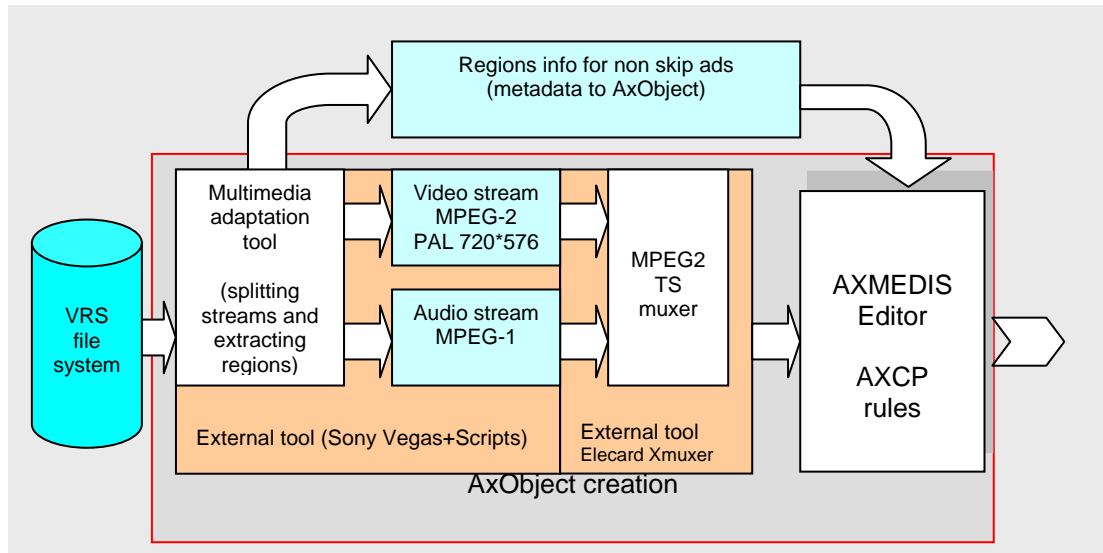 Regions info for non skip ads
(metadata to AxObject)
VRS
file
system
Multimedia
adaptation
tool
(splitting
streams and
extracting
regions)
Video stream
MPEG-2
PAL 720*576
Audio stream
MPEG-1
MPEG2
TS
muxer
AXMEDIS
Editor
AXCP
rules
External tool (Sony Vegas+Scripts)
External tool
Elecard Xmuxer
AxObject creation